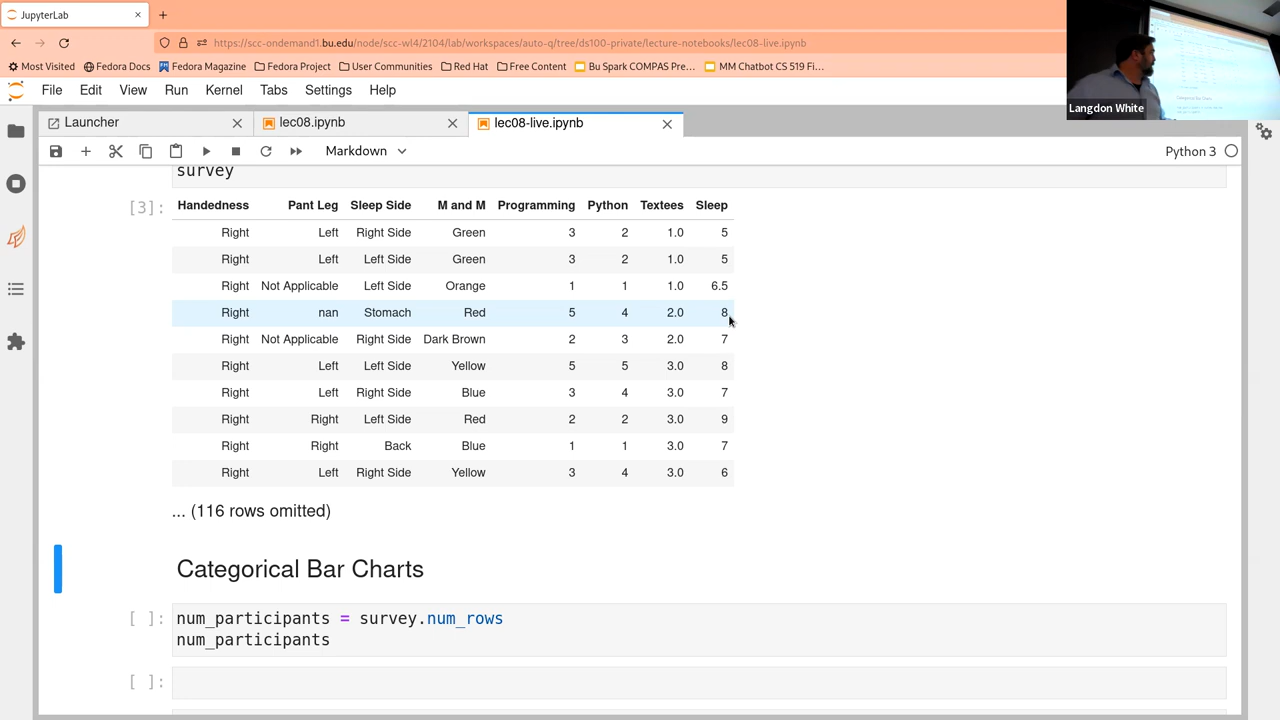 JupyterLab
https://scc-ondemand1.bu.edu/node/scc-wl4/2104/lab/workspaces/auto-q/tree/ds100-private/lecture-notebooks/lec08-live.ipynb
Most Visited Fedora Docs Fedora Magazine Fedora Project User Communities Red Hat Free Content Bu Spark COMPAS Pre... MM Chatbot CS 519 Fi...
Langdon White
File Edit View Run Kernel Tabs Settings Help
Launcher lec08.ipynb lec08-live.ipynb
Markdown Python 3
survey
[3]: Handedness Pant Leg Sleep Side M and M Programming Python Textees Sleep
Right Left Right Side Green 3 2 1.0 5
Right Left Left Side Green 3 2 1.0 5
Right Not Applicable Left Side Orange 1 1 1.0 6.5
Right nan Stomach Red 5 4 2.0 8
Right Not Applicable Right Side Dark Brown 2 3 2.0 7
Right Left Left Side Yellow 5 5 3.0 8
Right Left Right Side Blue 3 4 3.0 7
Right Right Left Side Red 2 2 3.0 9
Right Right Back Blue 1 1 3.0 7
Right Left Right Side Yellow 3 4 3.0 6
... (116 rows omitted)
Categorical Bar Charts
[ ]: num_participants = survey.num_rows
num_participants
[ ]: